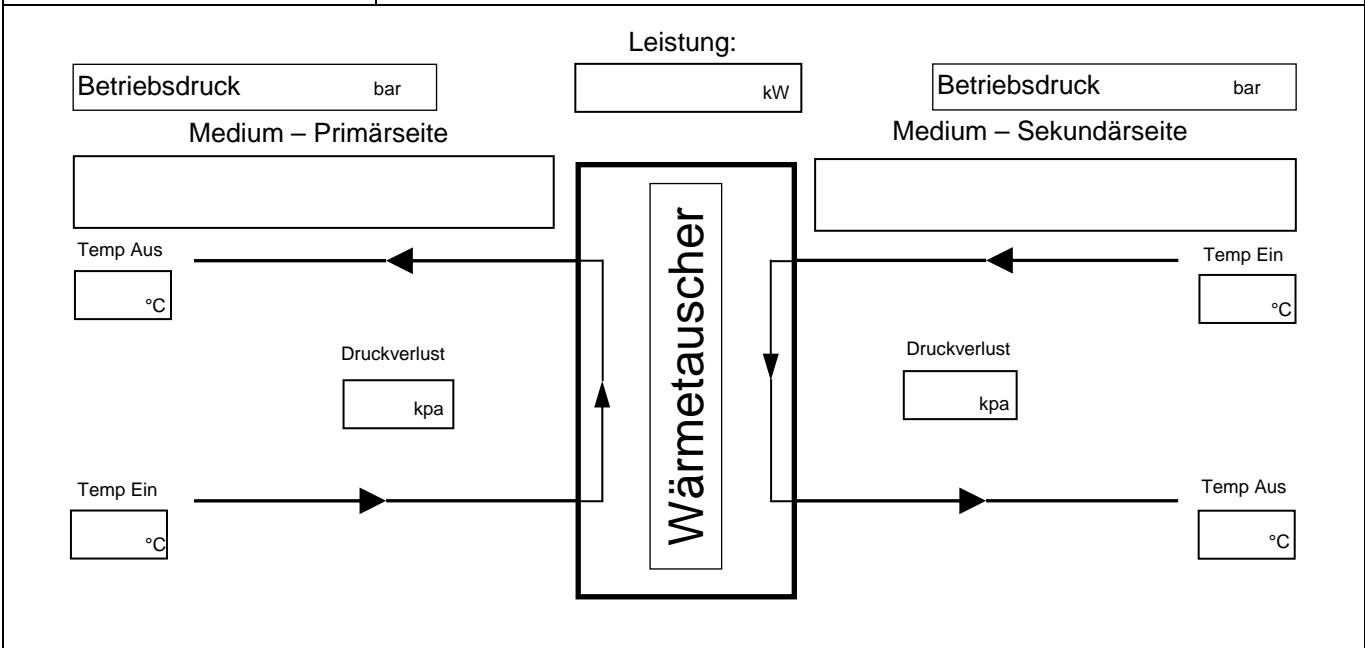 Leistung:
Betriebsdruck bar
kW
Betriebsdruck bar
Medium – Primärseite
Medium – Sekundärseite
Temp Aus
°C
Temp Ein
°C
Druckverlust
kpa
Wärmetauscher
Druckverlust
kpa
Temp Ein
°C
Temp Aus
°C